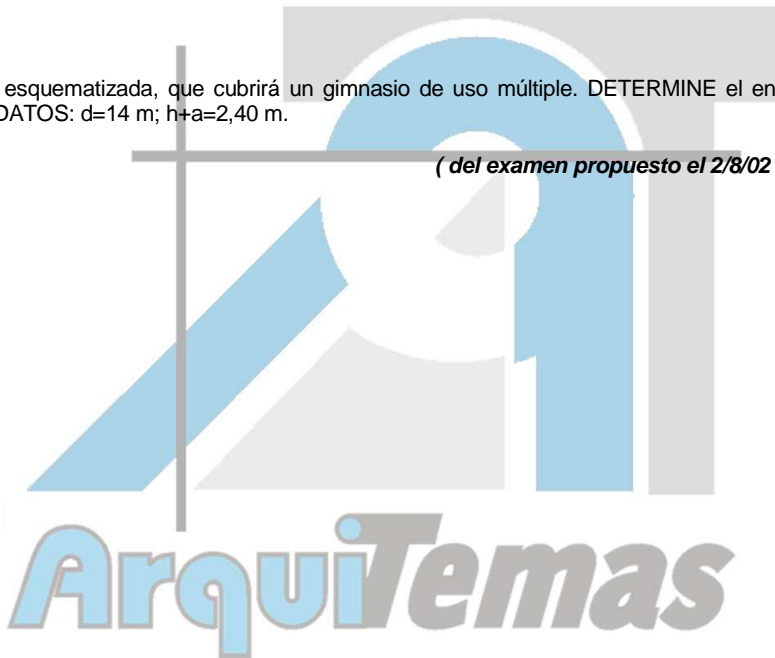 esquematizada, que cubrirá un gimnasio de uso múltiple. DETERMINE el en
DATOS: d=14 m; h+a=2,40 m.
( del examen propuesto el 2/8/02
ArquiTemas